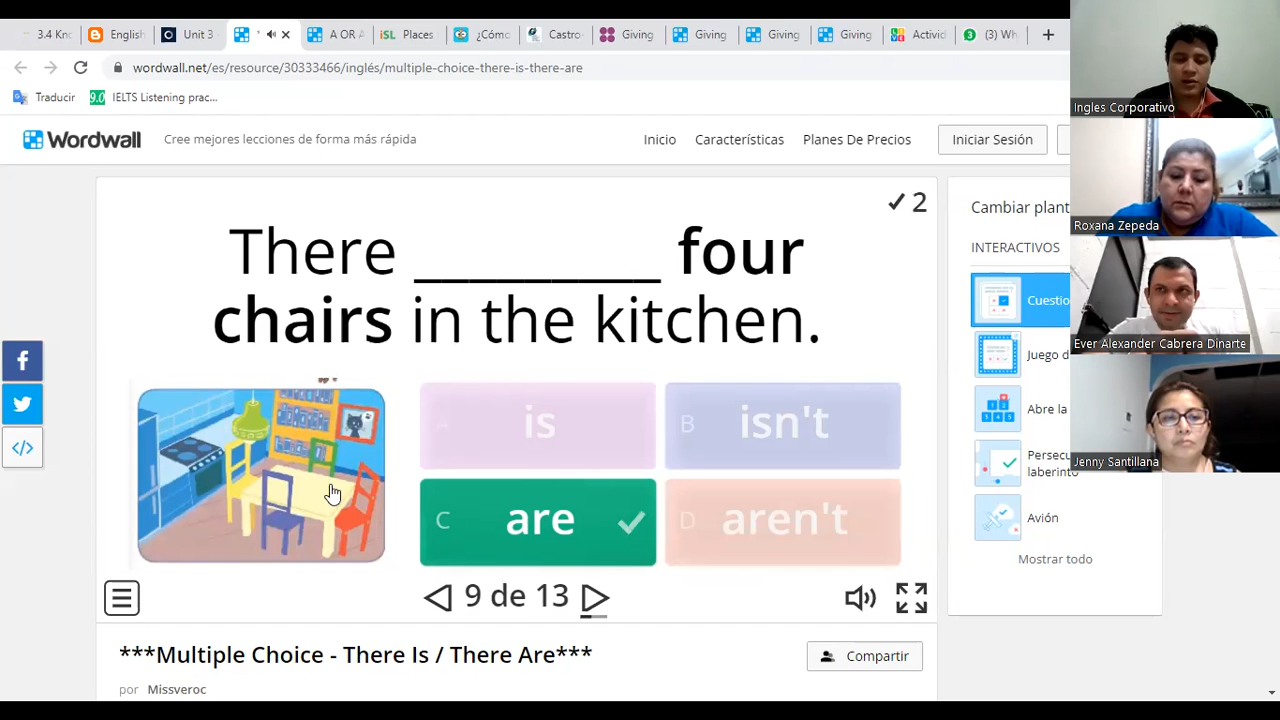 3.4 Kn
English
Unit 3
A OR A
Places
¿Cómo
Castro
Giving
Giving
Giving
Giving
Activid
(3) Wh
wordwall.net/es/resource/30333466/inglés/multiple-choice-there-is-there-are
Traducir
9.0 IELTS Listening prac...
Wordwall
Cree mejores lecciones de forma más rápida
Inicio
Características
Planes De Precios
Iniciar Sesión
✓ 2
There __________ four
chairs in the kitchen.
A is
B isn't
C are
D aren't
9 de 13
***Multiple Choice - There Is / There Are***
por Missveroc
Compartir
Cambiar plant
INTERACTIVOS
Cuestio
Juego d
Abre la
Persecu
laberinto
Avión
Mostrar todo
Ingles Corporativo
Roxana Zepeda
Ever Alexander Cabrera Dinarte
Jenny Santillana